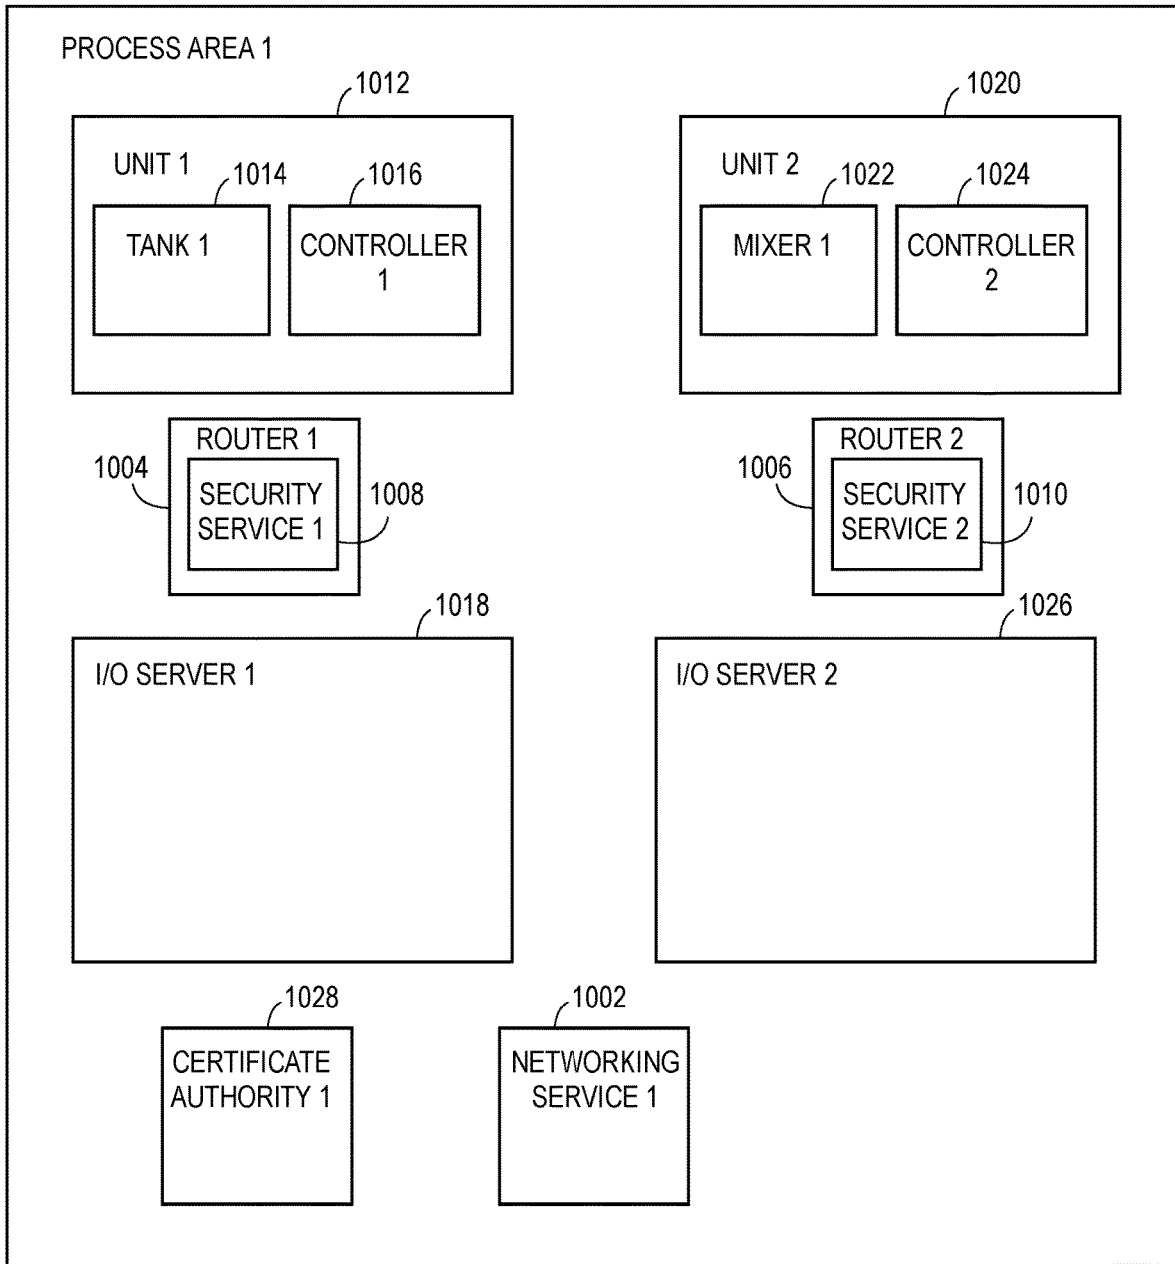 PROCESS AREA 1
1012
1020
UNIT 1
UNIT 2
1014
1016
1022
1024
TANK 1
CONTROLLER
1
MIXER 1
CONTROLLER
2
ROUTER 1
ROUTER 2
1004
1006
SECURITY
SERVICE 1
1008
SECURITY
SERVICE 2
1010
1018
1026
I/O SERVER 1
I/O SERVER 2
1028
1002
CERTIFICATE
AUTHORITY 1
NETWORKING
SERVICE 1